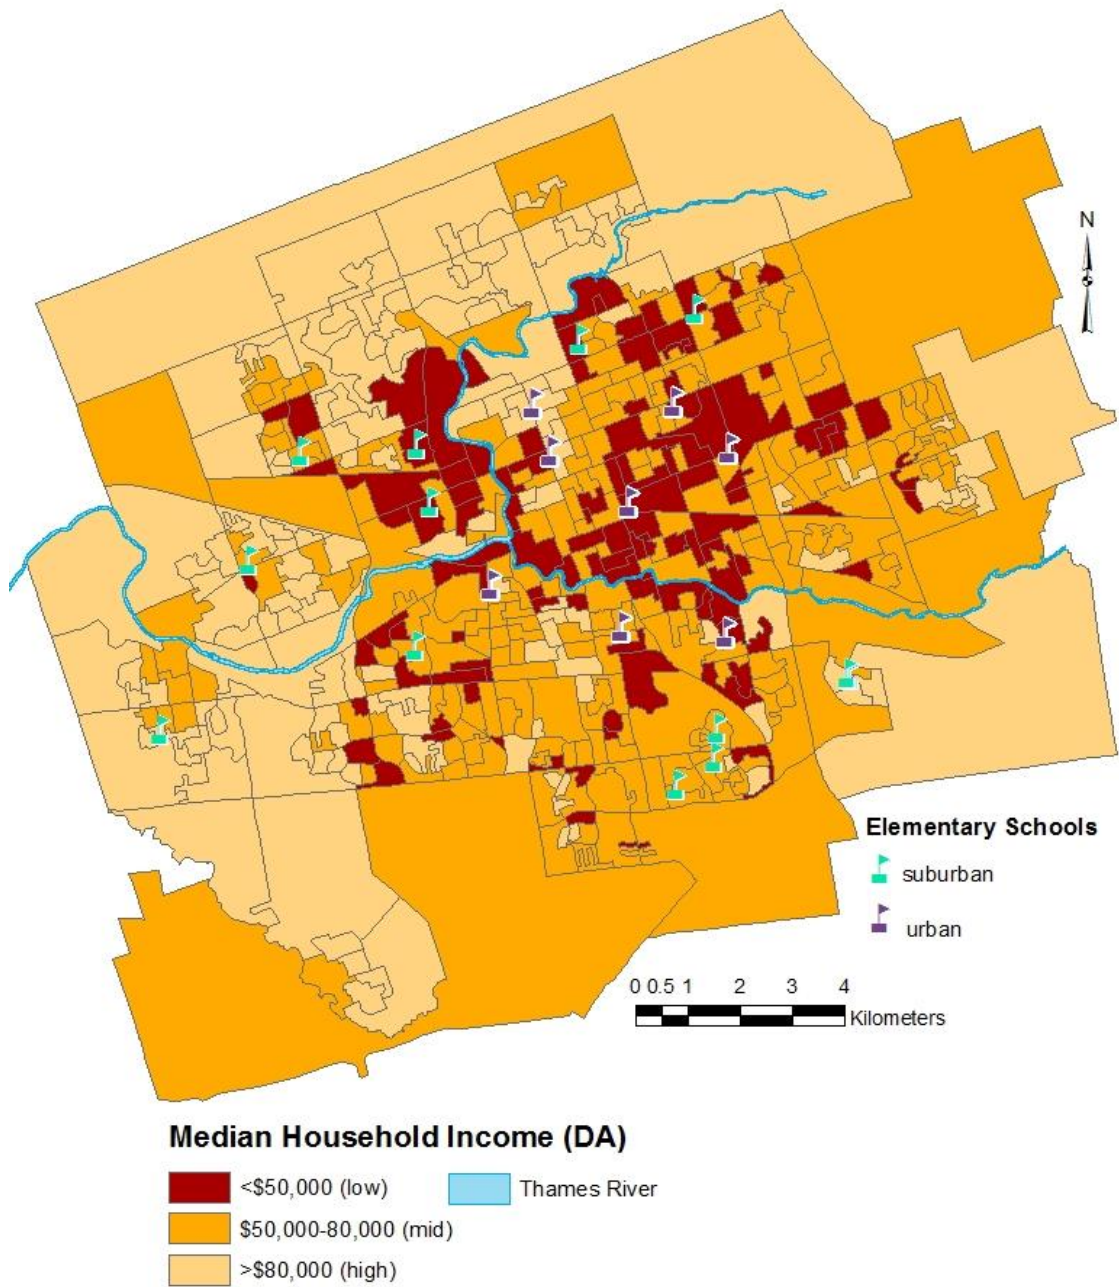 N
Elementary Schools
suburban
urban
0 0.5 1 2 3 4
Kilometers
Median Household Income (DA)
<$50,000 (low)
Thames River
$50,000-80,000 (mid)
>$80,000 (high)